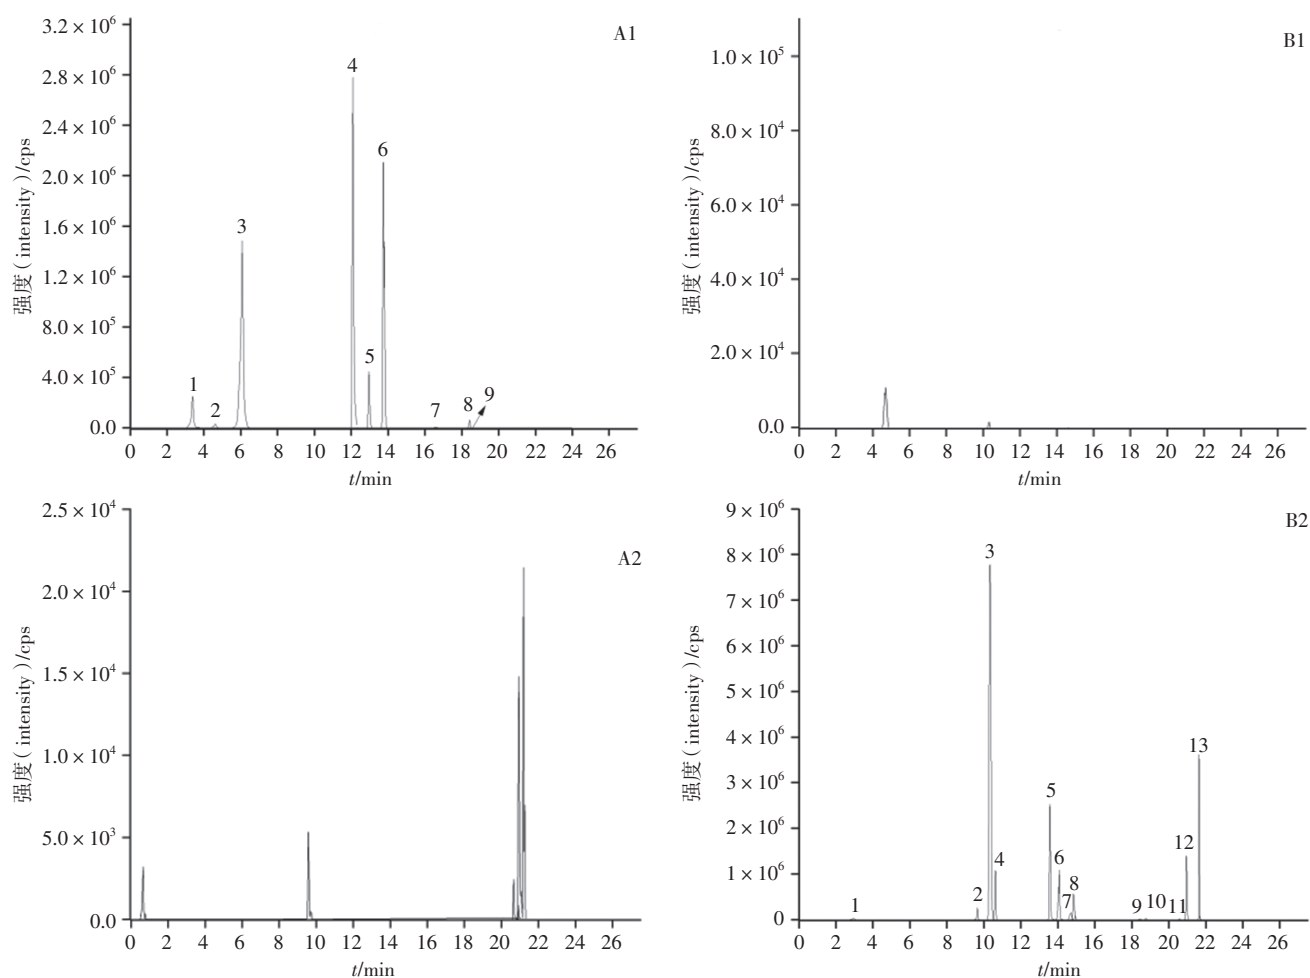 A1
3.2 × 10⁶
2.8 × 10⁶
2.4 × 10⁶
2.0 × 10⁶
1.6 × 10⁶
1.2 × 10⁶
8.0 × 10⁵
4.0 × 10⁵
0.0
强度(intensity)/cps
1 2 3 4 5 6 7 8 9
0 2 4 6 8 10 12 14 16 18 20 22 24 26
t/min
B1
1.0 × 10⁵
8.0 × 10⁴
6.0 × 10⁴
4.0 × 10⁴
2.0 × 10⁴
0.0
强度(intensity)/cps
0 2 4 6 8 10 12 14 16 18 20 22 24 26
t/min
A2
2.5 × 10⁴
2.0 × 10⁴
1.5 × 10⁴
1.0 × 10⁴
5.0 × 10³
0.0
强度(intensity)/cps
0 2 4 6 8 10 12 14 16 18 20 22 24 26
t/min
B2
9 × 10⁶
8 × 10⁶
7 × 10⁶
6 × 10⁶
5 × 10⁶
4 × 10⁶
3 × 10⁶
2 × 10⁶
1 × 10⁶
0
强度(intensity)/cps
1 2 3 4 5 6 7 8 9 10 11 12 13
0 2 4 6 8 10 12 14 16 18 20 22 24 26
t/min